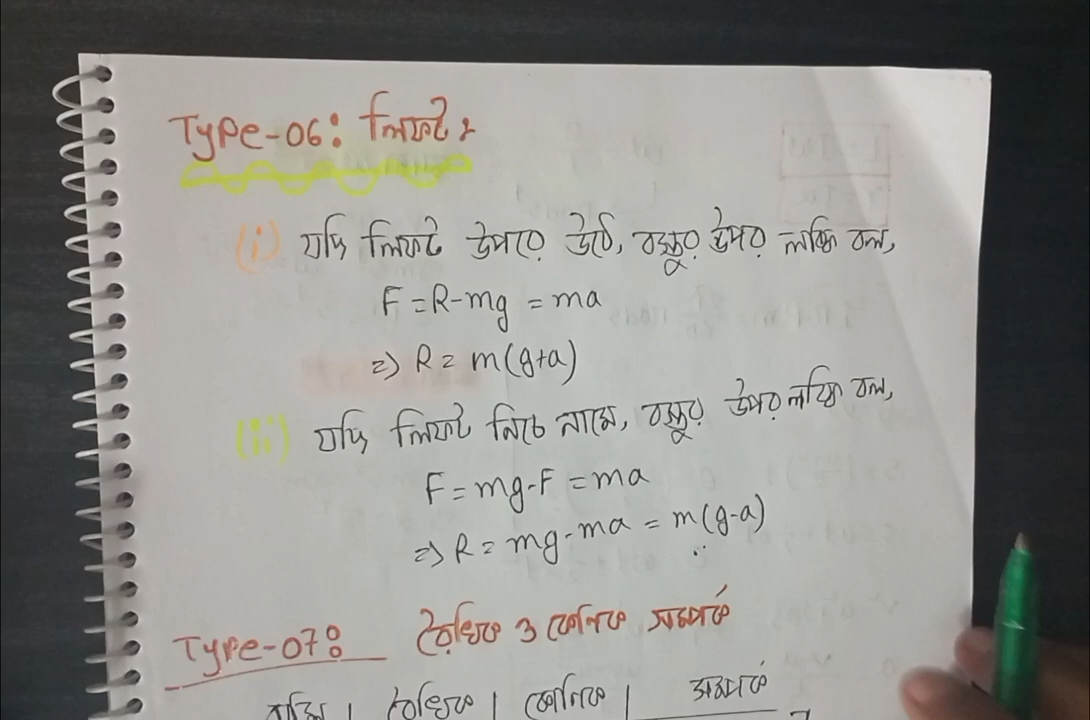 Type-06: লিফট:
(i) যদি লিফট উপরে উঠে, বস্তুর উপর লব্ধি বল,
F = R-mg = ma
=> R = m(g+a)
(ii) যদি লিফট নিচে নামে, বস্তুর উপর লব্ধি বল,
F = mg-F = ma
=> R = mg-ma = m(g-a)
Type-07: রৈখিক ও কৌনিক সম্পর্ক
রাশি | রৈখিক | কৌনিক | সম্পর্ক